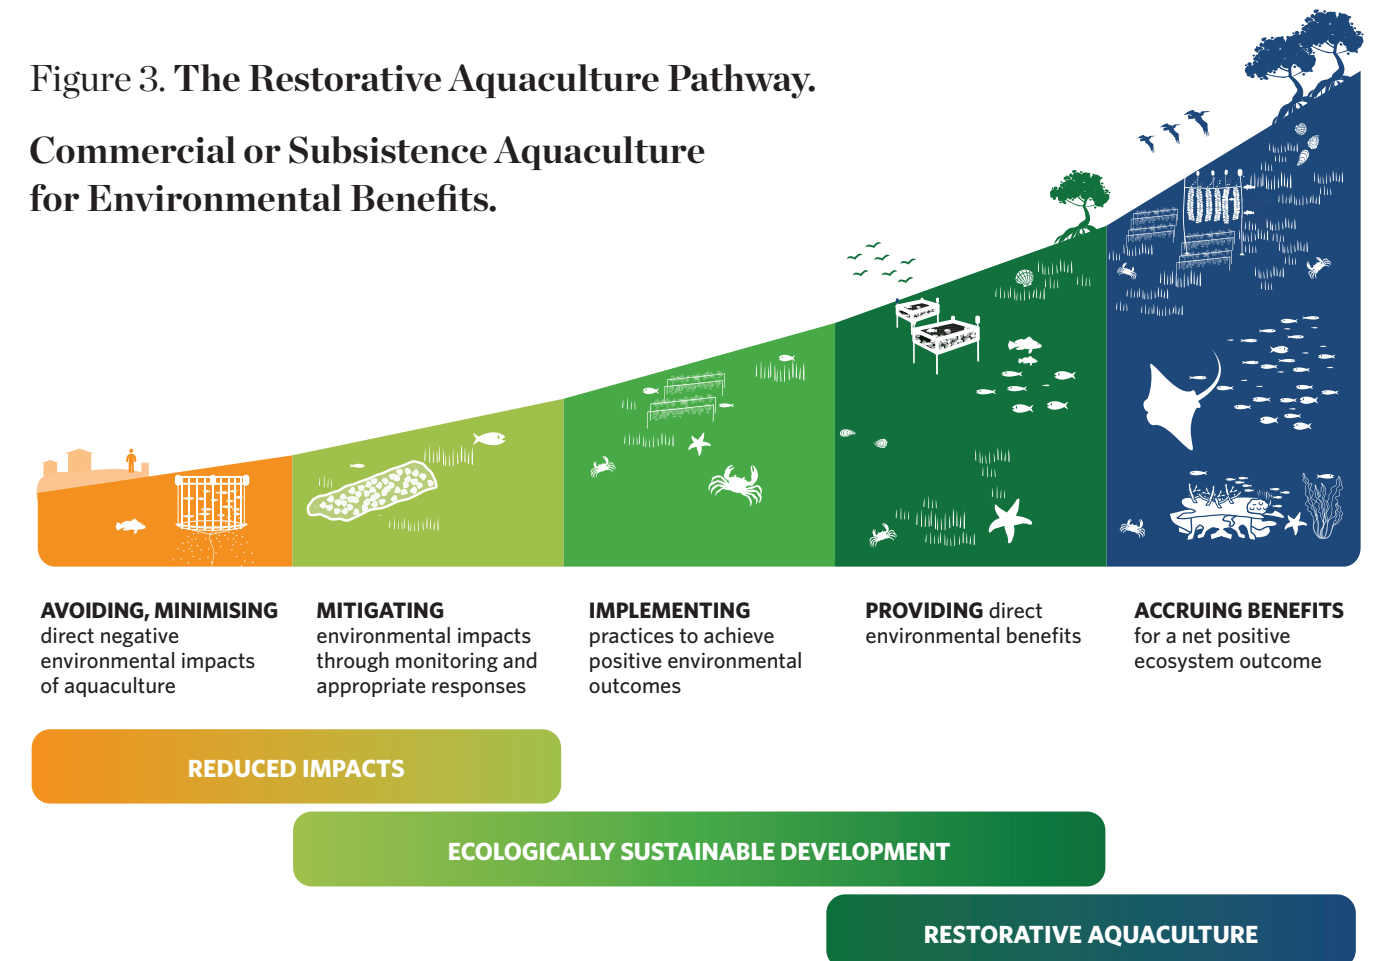 Figure 3. The Restorative Aquaculture Pathway.
Commercial or Subsistence Aquaculture
for Environmental Benefits.
AVOIDING, MINIMISING
direct negative
environmental impacts
of aquaculture
MITIGATING
environmental impacts
through monitoring and
appropriate responses
IMPLEMENTING
practices to achieve
positive environmental
outcomes
PROVIDING direct
environmental benefits
ACCRUING BENEFITS
for a net positive
ecosystem outcome
REDUCED IMPACTS
ECOLOGICALLY SUSTAINABLE DEVELOPMENT
RESTORATIVE AQUACULTURE